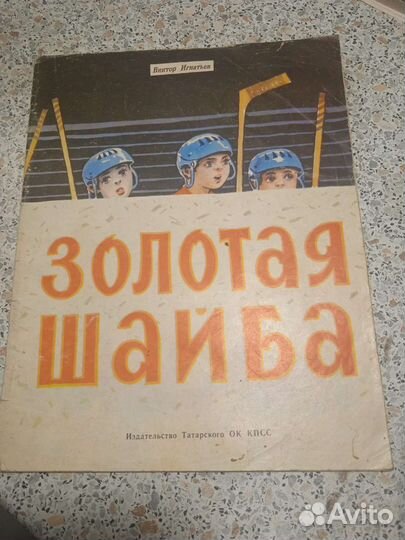 Виктор Игнатьев
ЗОЛОТАЯ
ШАЙБА
Издательство Татарского ОК КПСС
Avito